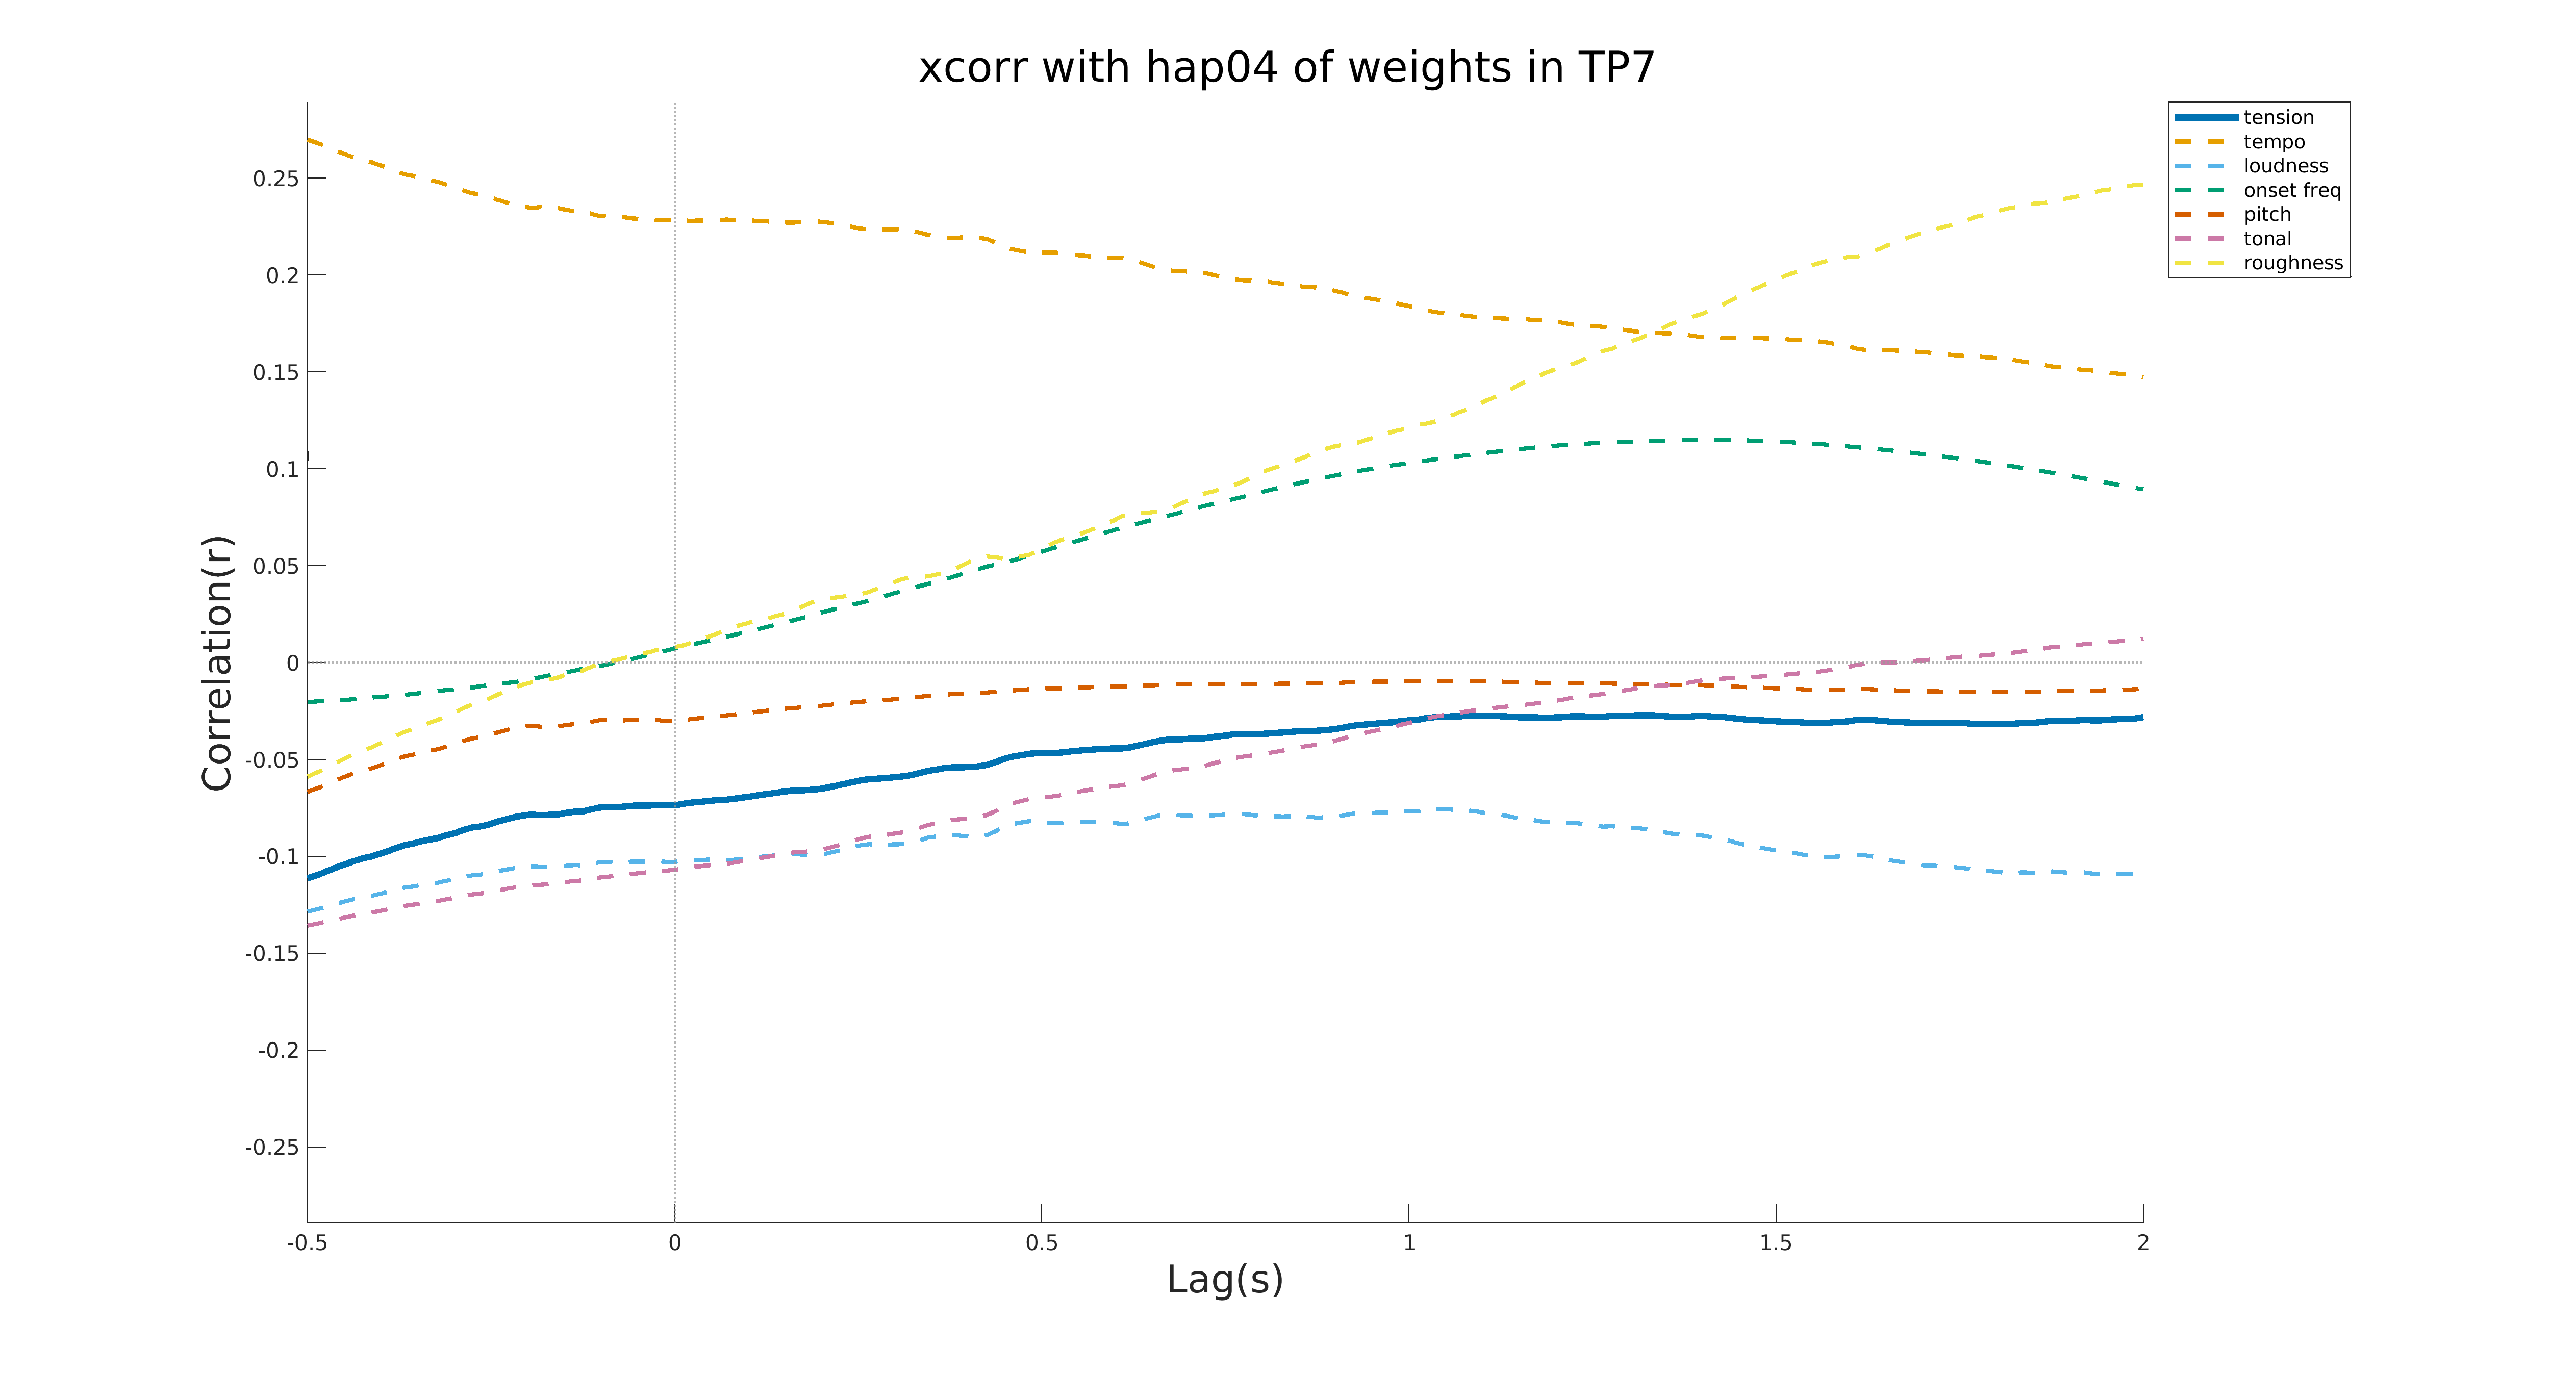 xcorr with hap04 of weights in TP7
tension
tempo
loudness
onset freq
pitch
tonal
roughness
0.25
0.2
0.15
0.1
0.05
0
-0.05
-0.1
-0.15
-0.2
-0.25
Correlation(r)
-0.5 0 0.5 1 1.5 2
Lag(s)